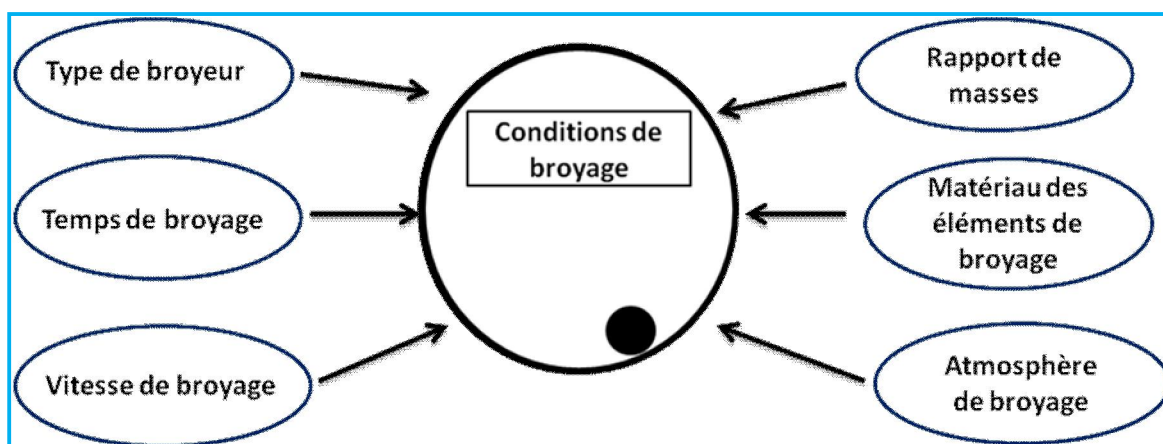 Type de broyeur
Temps de broyage
Vitesse de broyage
Conditions de
broyage
Rapport de
masses
Matériau des
éléments de
broyage
Atmosphère
de broyage